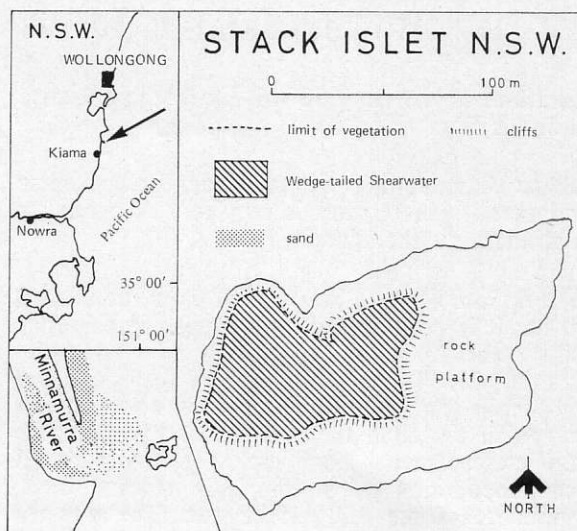 N.S.W.
WOLLONGONG
Kiama
Nowra
Pacific Ocean
35° 00′
151° 00′
Minnamurra
River
STACK ISLET N.S.W.
0 100 m
limit of vegetation cliffs
Wedge-tailed Shearwater
sand
rock
platform
NORTH